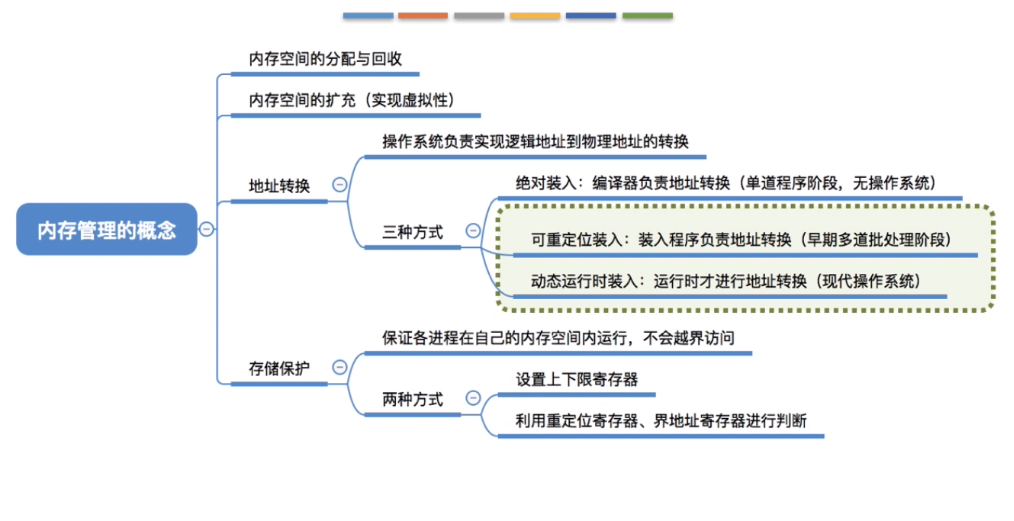 内存空间的分配与回收
内存空间的扩充（实现虚拟性）
操作系统负责实现逻辑地址到物理地址的转换
地址转换
绝对装入：编译器负责地址转换（单道程序阶段，无操作系统）
三种方式
可重定位装入：装入程序负责地址转换（早期多道批处理阶段）
动态运行时装入：运行时才进行地址转换（现代操作系统）
内存管理的概念
保证各进程在自己的内存空间内运行，不会越界访问
存储保护
设置上下限寄存器
两种方式
利用重定位寄存器、界地址寄存器进行判断